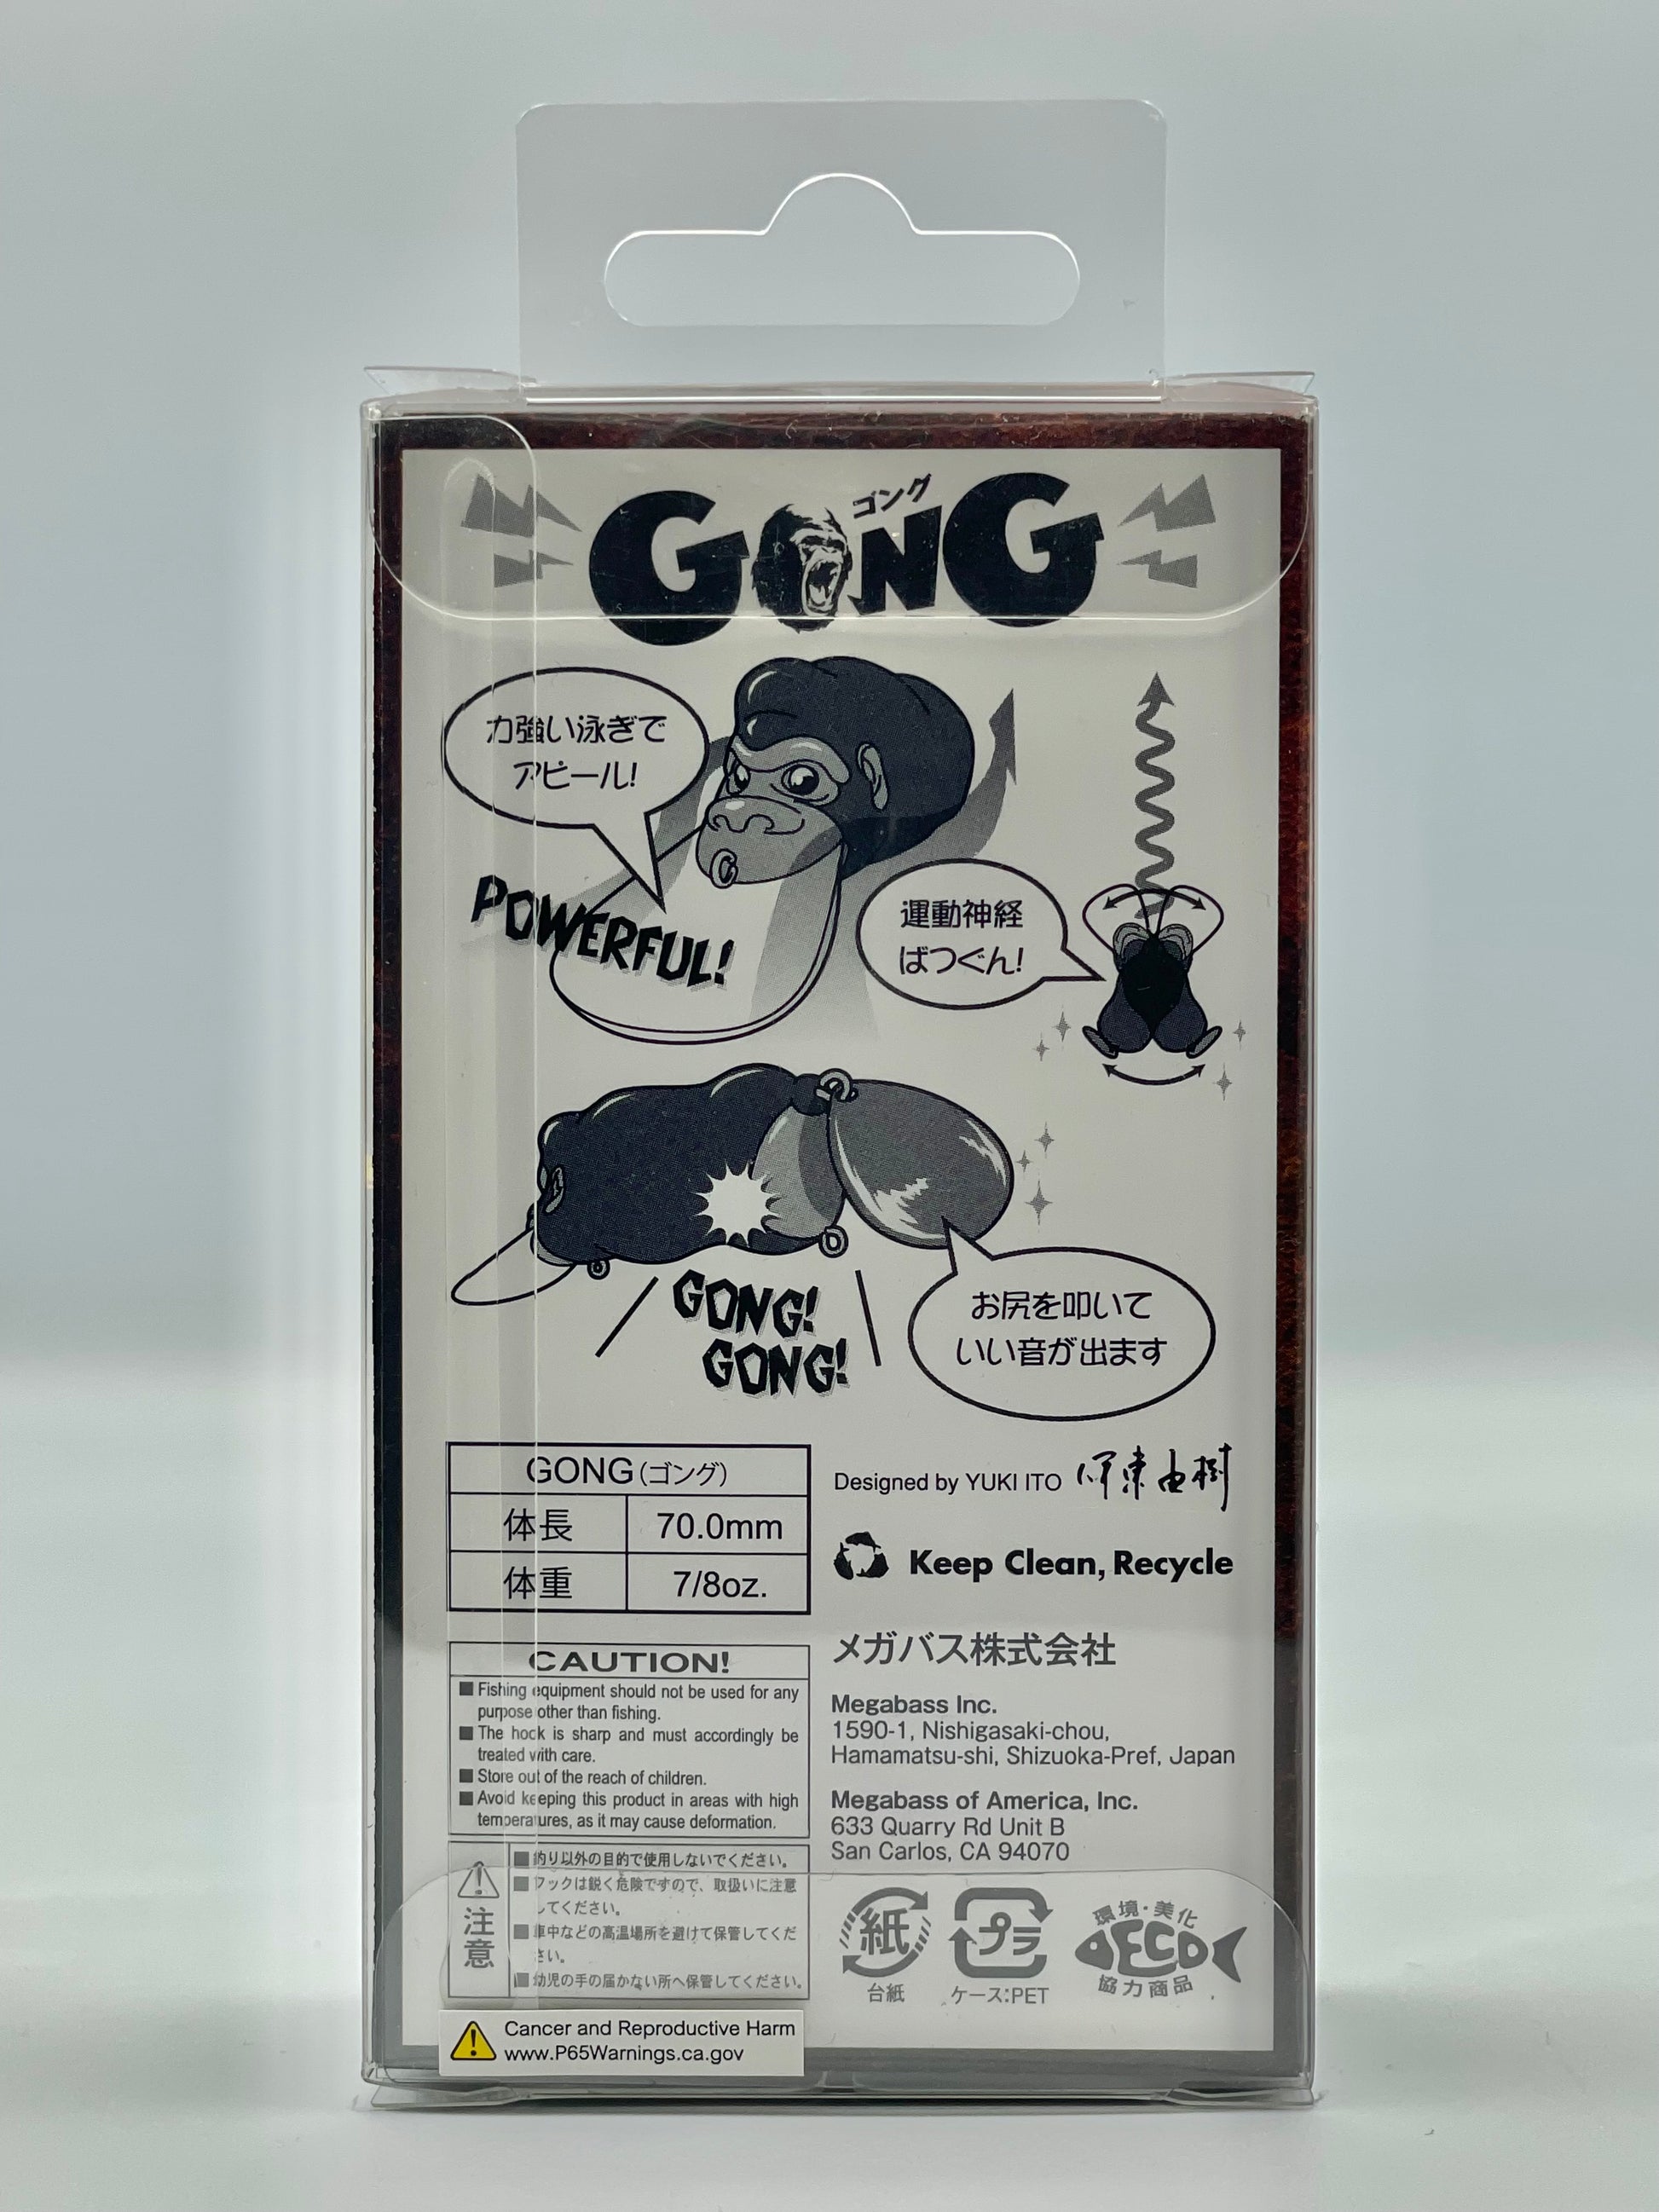 GONG
ゴング
力強い泳ぎで
アピール!
POWERFUL!
運動神経
ばつぐん!
GONG!
GONG!
お尻を叩いて
いい音が出ます
GONG(ゴング)
体長 70.0mm
体重 7/8oz.
Designed by YUKI ITO 伊東由樹
Keep Clean, Recycle
CAUTION!
■ Fishing equipment should not be used for any
purpose other than fishing.
■ The hook is sharp and must accordingly be
treated with care.
■ Store out of the reach of children.
■ Avoid keeping this product in areas with high
temperatures, as it may cause deformation.
注意
■ 釣り以外の目的で使用しないでください。
■ フックは鋭く危険ですので、取扱いに注意
してください。
■ 車中などの高温場所を避けて保管してくだ
さい。
■ 幼児の手の届かない所へ保管してください。
メガバス株式会社
Megabass Inc.
1590-1, Nishigasaki-chou,
Hamamatsu-shi, Shizuoka-Pref, Japan
Megabass of America, Inc.
633 Quarry Rd Unit B
San Carlos, CA 94070
紙
台紙
プラ
ケース:PET
環境・美化
ECO
協力商品
Cancer and Reproductive Harm
www.P65Warnings.ca.gov